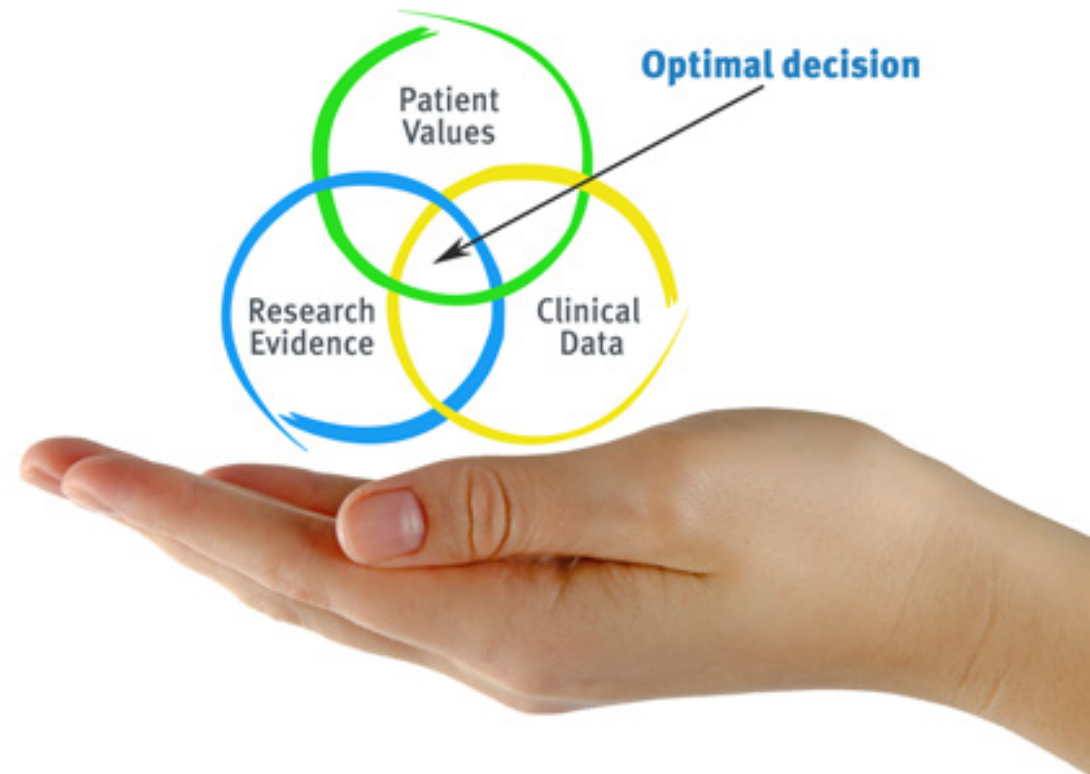 Optimal decision
Patient
Values
Research
Evidence
Clinical
Data